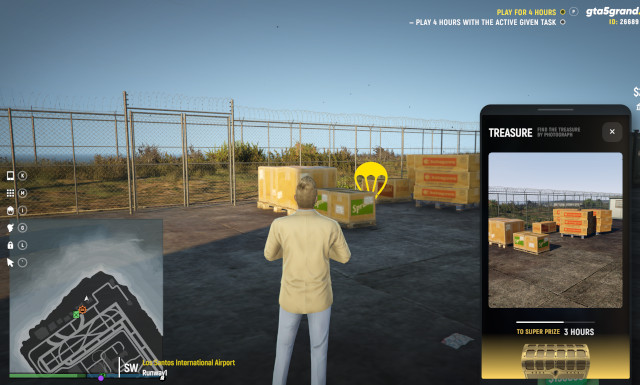 PLAY FOR 4 HOURS P
– PLAY 4 HOURS WITH THE ACTIVE GIVEN TASK
gta5grand.
ID: 26689
TREASURE
FIND THE TREASURE
BY PHOTOGRAPH
K
M
I
L
TO SUPER PRIZE 3 HOURS
SW
Los Santos International Airport
Runway1